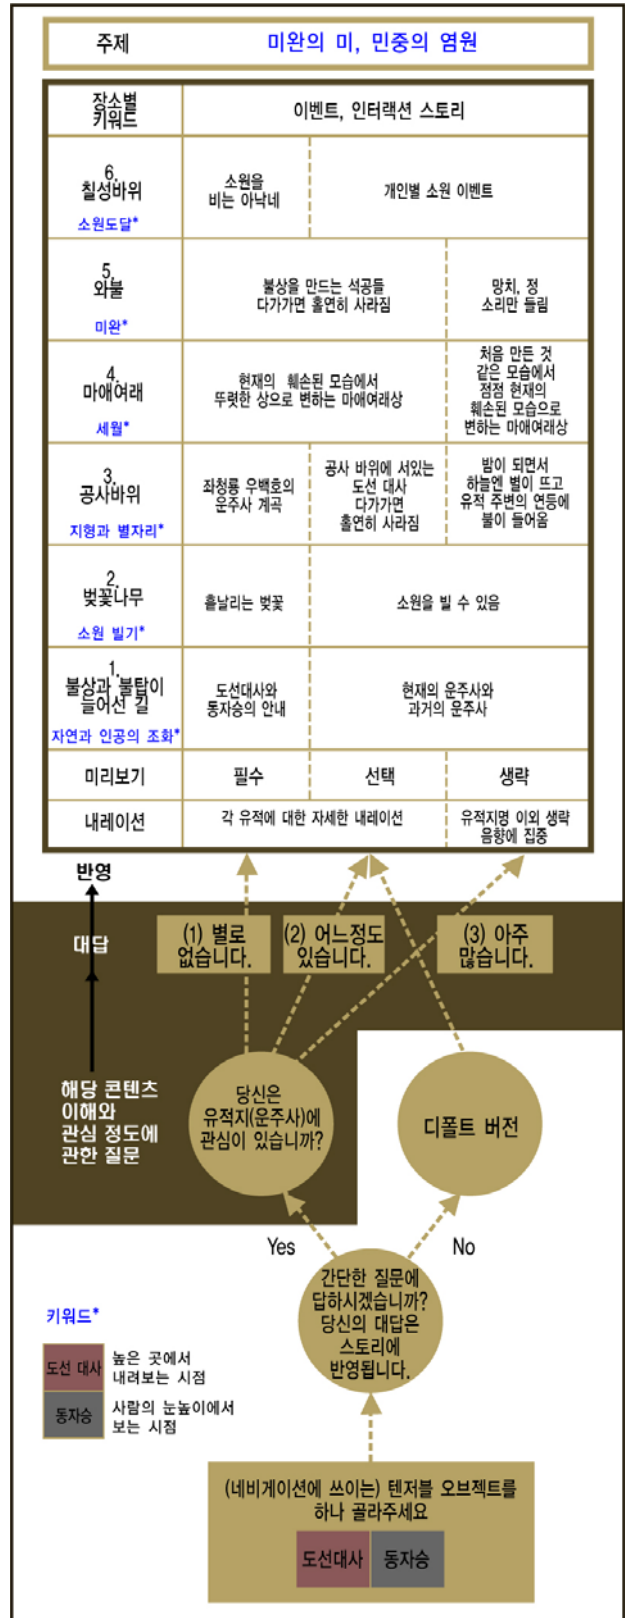 주제
미완의 미, 민중의 염원
장소별
키워드
이벤트, 인터랙션 스토리
6.
칠성바위
소원도달*
소원을
비는 아낙네
개인별 소원 이벤트
5.
와불
미완*
불상을 만드는 석공들
다가가면 홀연히 사라짐
망치, 정
소리만 들림
4.
마애여래
세월*
현재의 훼손된 모습에서
뚜렷한 상으로 변하는 마애여래상
처음 만든 것
같은 모습에서
점점 현재의
훼손된 모습으로
변하는 마애여래상
3.
공사바위
지형과 별자리*
좌청룡 우백호의
운주사 계곡
공사 바위에 서있는
도선 대사
다가가면
홀연히 사라짐
밤이 되면서
하늘엔 별이 뜨고
유적 주변의 연등에
불이 들어옴
2.
벚꽃나무
소원 빌기*
흩날리는 벚꽃
소원을 빌 수 있음
1.
불상과 불탑이
들어선 길
자연과 인공의 조화*
도선대사와
동자승의 안내
현재의 운주사와
과거의 운주사
미리보기
필수
선택
생략
내레이션
각 유적에 대한 자세한 내레이션
유적지명 이외 생략
음향에 집중
반영
대답
(1) 별로
없습니다.
(2) 어느정도
있습니다.
(3) 아주
많습니다.
해당 콘텐츠
이해와
관심 정도에
관한 질문
당신은
유적지(운주사)에
관심이 있습니까?
디폴트 버전
Yes
No
간단한 질문에
답하시겠습니까?
당신의 대답은
스토리에
반영됩니다.
키워드*
도선 대사
높은 곳에서
내려보는 시점
동자승
사람의 눈높이에서
보는 시점
(네비게이션에 쓰이는) 텐저블 오브젝트를
하나 골라주세요
도선대사
동자승